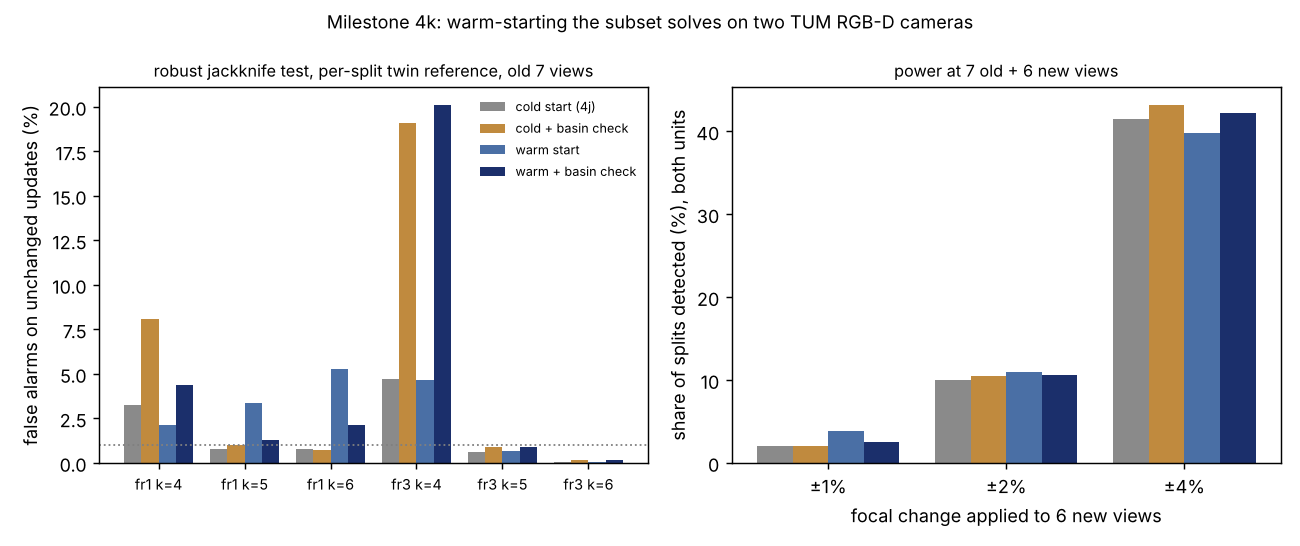 Milestone 4k: warm-starting the subset solves on two TUM RGB-D cameras
robust jackknife test, per-split twin reference, old 7 views
false alarms on unchanged updates (%)
20.0
17.5
15.0
12.5
10.0
7.5
5.0
2.5
0.0
cold start (4j)
cold + basin check
warm start
warm + basin check
fr1 k=4
fr1 k=5
fr1 k=6
fr3 k=4
fr3 k=5
fr3 k=6
power at 7 old + 6 new views
share of splits detected (%), both units
40
30
20
10
0
±1%
±2%
±4%
focal change applied to 6 new views